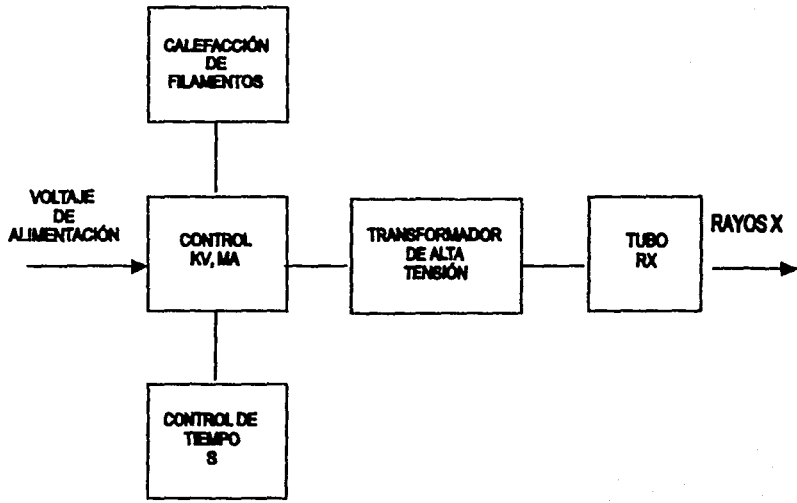 CALEFACCIÓN
DE
FILAMENTOS
VOLTAJE
DE
ALIMENTACIÓN
CONTROL
KV, MA
TRANSFORMADOR
DE ALTA
TENSIÓN
TUBO
RX
RAYOS X
CONTROL DE
TIEMPO
S